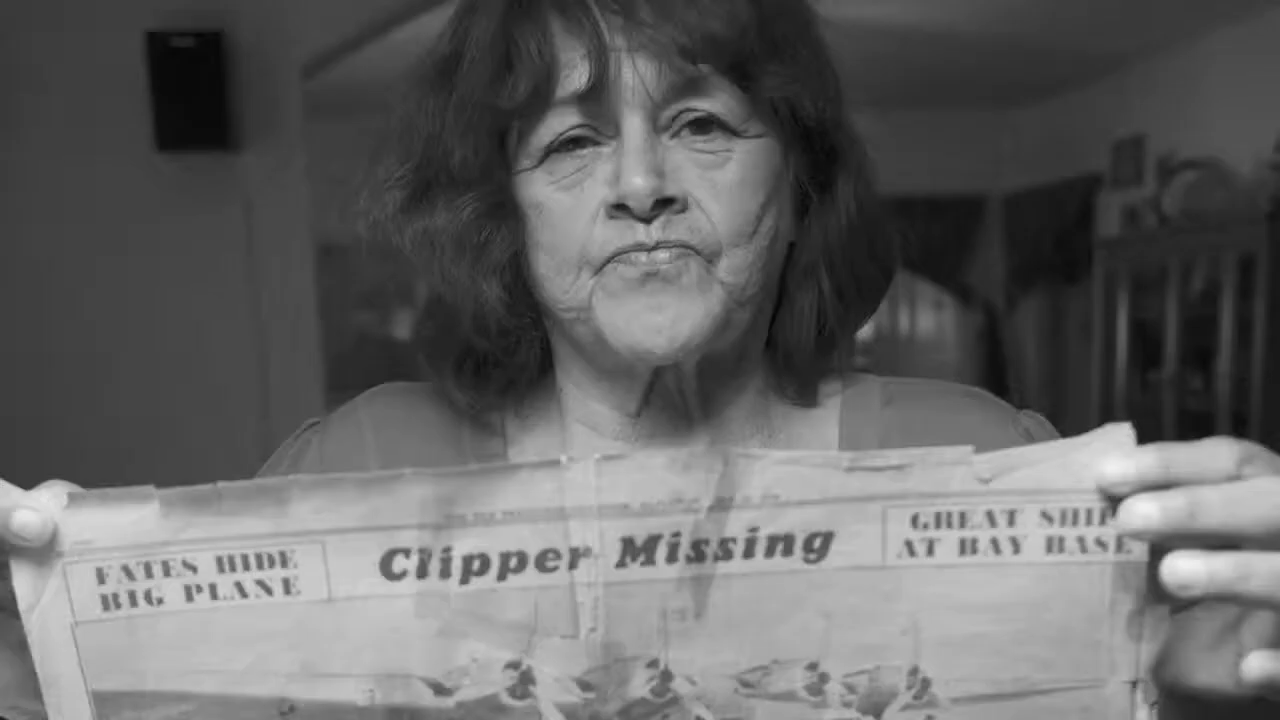 FATES HIDE
BIG PLANE
Clipper Missing
GREAT SHIP
AT BAY BASE